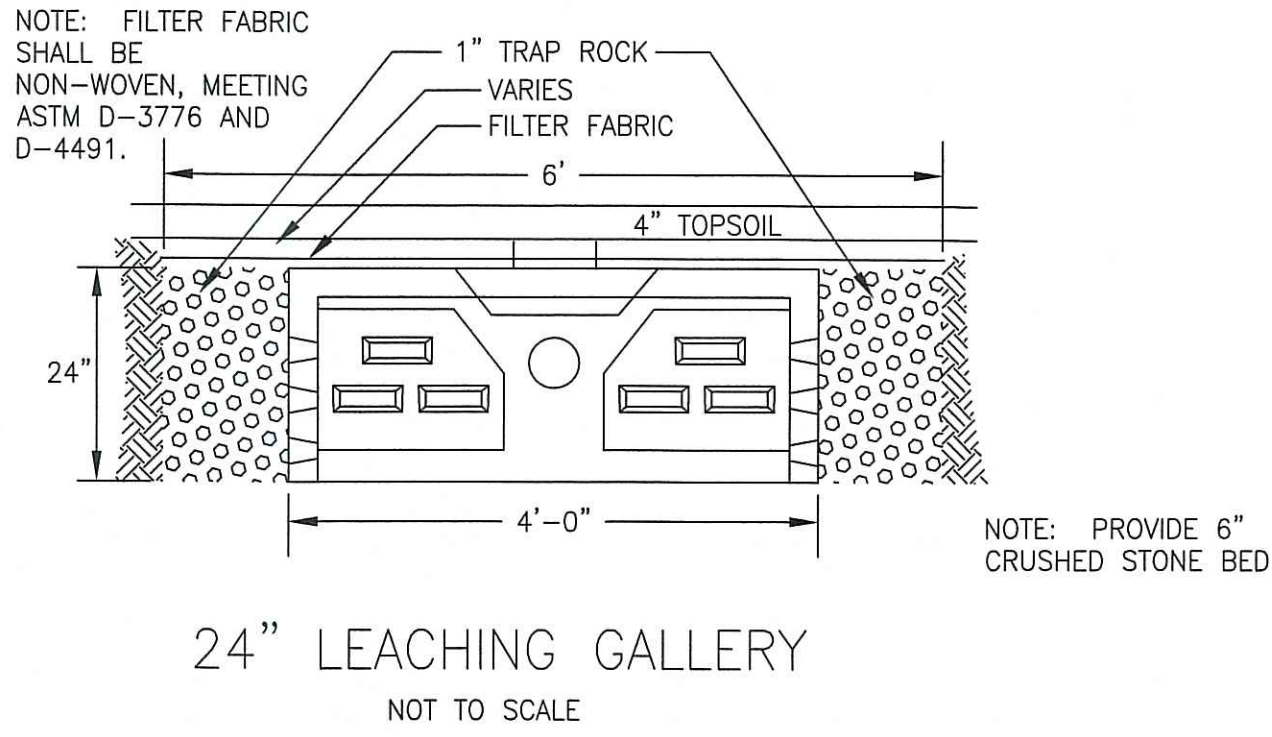 NOTE: FILTER FABRIC
SHALL BE
NON-WOVEN, MEETING
ASTM D-3776 AND
D-4491.
1" TRAP ROCK
VARIES
FILTER FABRIC
6'
4" TOPSOIL
24"
4'-0"
NOTE: PROVIDE 6"
CRUSHED STONE BED
24" LEACHING GALLERY
NOT TO SCALE